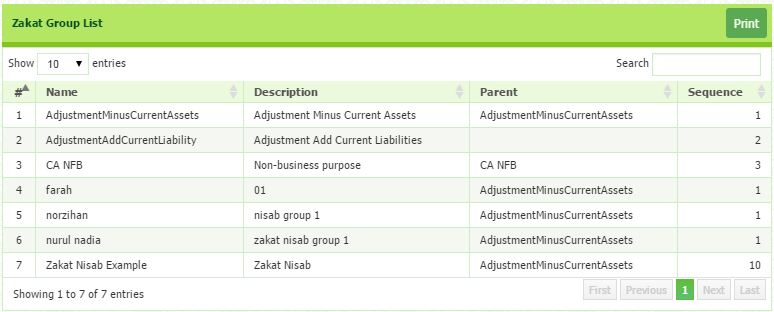 Zakat Group List Print
Show 10 entries Search
# Name Description Parent Sequence
1 AdjustmentMinusCurrentAssets Adjustment Minus Current Assets AdjustmentMinusCurrentAssets 1
2 AdjustmentAddCurrentLiability Adjustment Add Current Liabilities 2
3 CA NFB Non-business purpose CA NFB 3
4 farah 01 AdjustmentMinusCurrentAssets 1
5 norzihan nisab group 1 AdjustmentMinusCurrentAssets 1
6 nurul nadia zakat nisab group 1 AdjustmentMinusCurrentAssets 1
7 Zakat Nisab Example Zakat Nisab AdjustmentMinusCurrentAssets 10
Showing 1 to 7 of 7 entries First Previous 1 Next Last